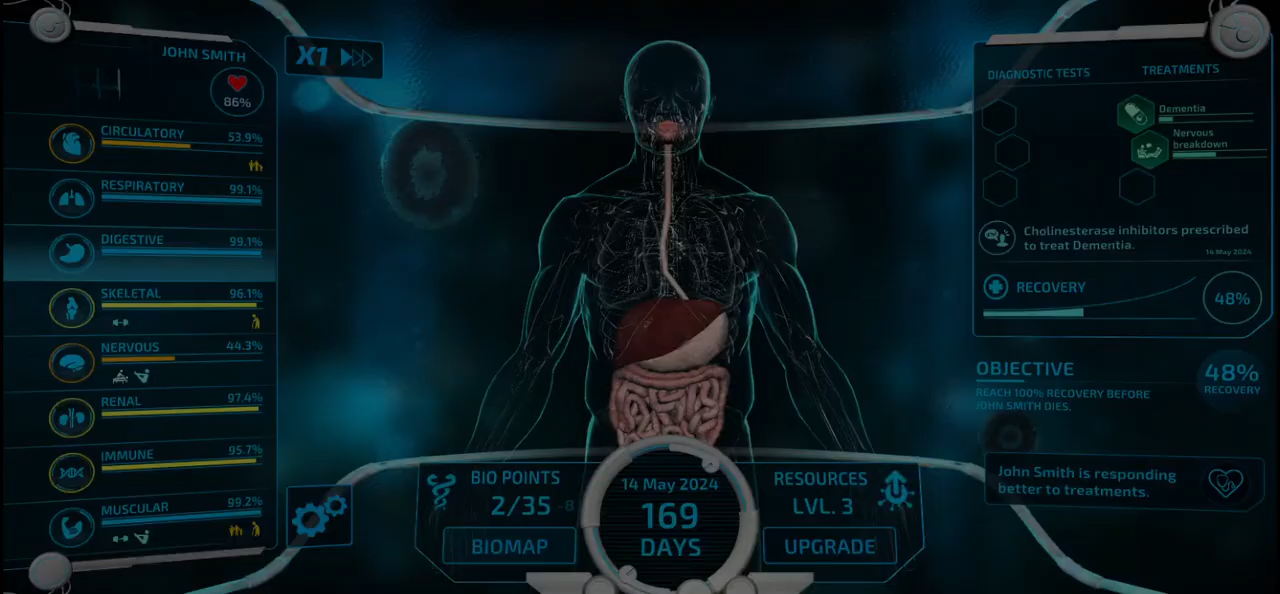 JOHN SMITH
86%
CIRCULATORY 53.9%
RESPIRATORY 99.1%
DIGESTIVE 99.1%
SKELETAL 96.1%
NERVOUS 44.3%
RENAL 97.4%
IMMUNE 95.7%
MUSCULAR 99.2%
X1
DIAGNOSTIC TESTS TREATMENTS
Dementia
Nervous
breakdown
Cholinesterase inhibitors prescribed
to treat Dementia.
14 May 2024
RECOVERY
48%
OBJECTIVE
REACH 100% RECOVERY BEFORE
JOHN SMITH DIES.
48%
RECOVERY
John Smith is responding
better to treatments.
BIO POINTS
2/35 -8
BIOMAP
14 May 2024
169
DAYS
RESOURCES
LVL. 3
UPGRADE